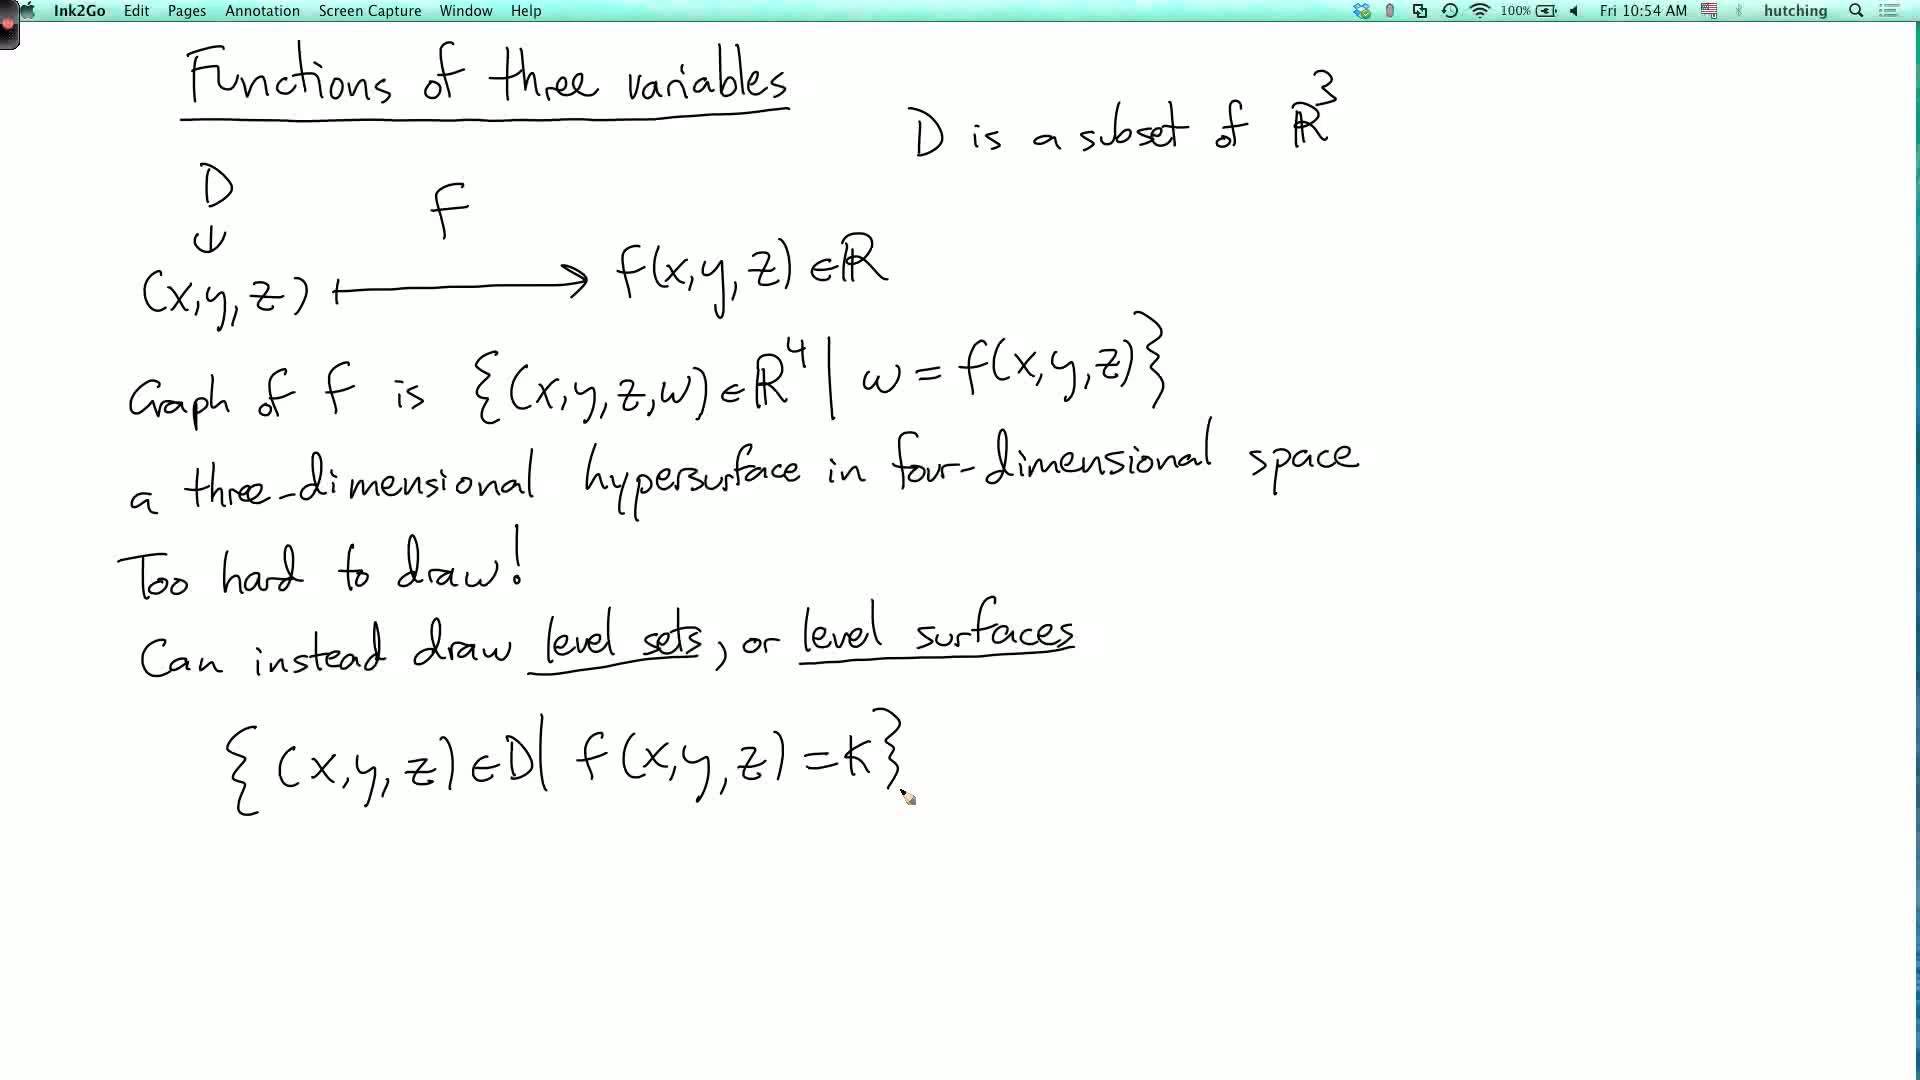 Ink2Go Edit Pages Annotation Screen Capture Window Help 100% Fri 10:54 AM hutching
Functions of three variables
D is a subset of ℝ³
D
↓
f
(x,y,z) ⟼ f(x,y,z) ∈ ℝ
Graph of f is {(x,y,z,w) ∈ ℝ⁴ | w = f(x,y,z)}
a three-dimensional hypersurface in four-dimensional space
Too hard to draw!
Can instead draw level sets, or level surfaces
{(x,y,z) ∈ D | f(x,y,z) = K}